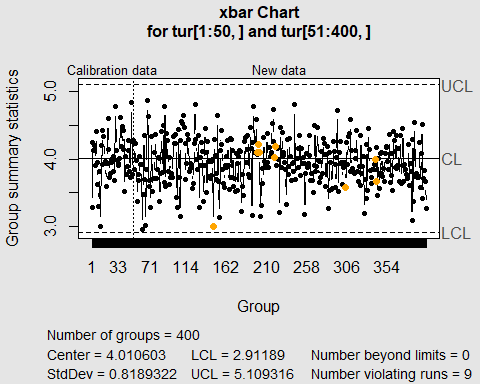 xbar Chart
for tur[1:50, ] and tur[51:400, ]
Calibration data
New data
Group summary statistics
5.0
4.0
3.0
UCL
CL
LCL
1 33 71 114 162 210 258 306 354
Group
Number of groups = 400
Center = 4.010603 LCL = 2.91189 Number beyond limits = 0
StdDev = 0.8189322 UCL = 5.109316 Number violating runs = 9